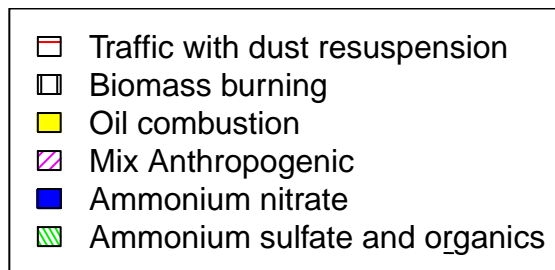 Traffic with dust resuspension
Biomass burning
Oil combustion
Mix Anthropogenic
Ammonium nitrate
Ammonium sulfate and organics